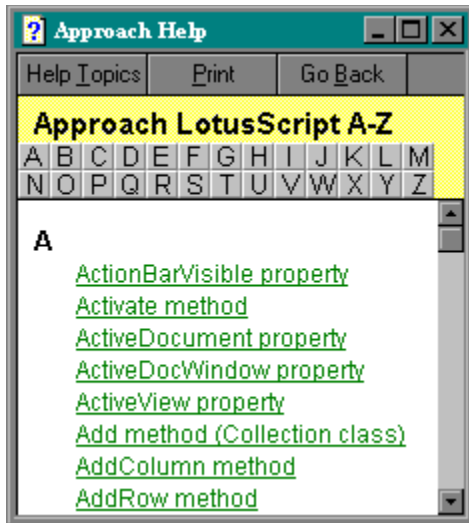 Approach Help
Help Topics Print Go Back
Approach LotusScript A-Z
A B C D E F G H I J K L M
N O P Q R S T U V W X Y Z
A
ActionBarVisible property
Activate method
ActiveDocument property
ActiveDocWindow property
ActiveView property
Add method (Collection class)
AddColumn method
AddRow method